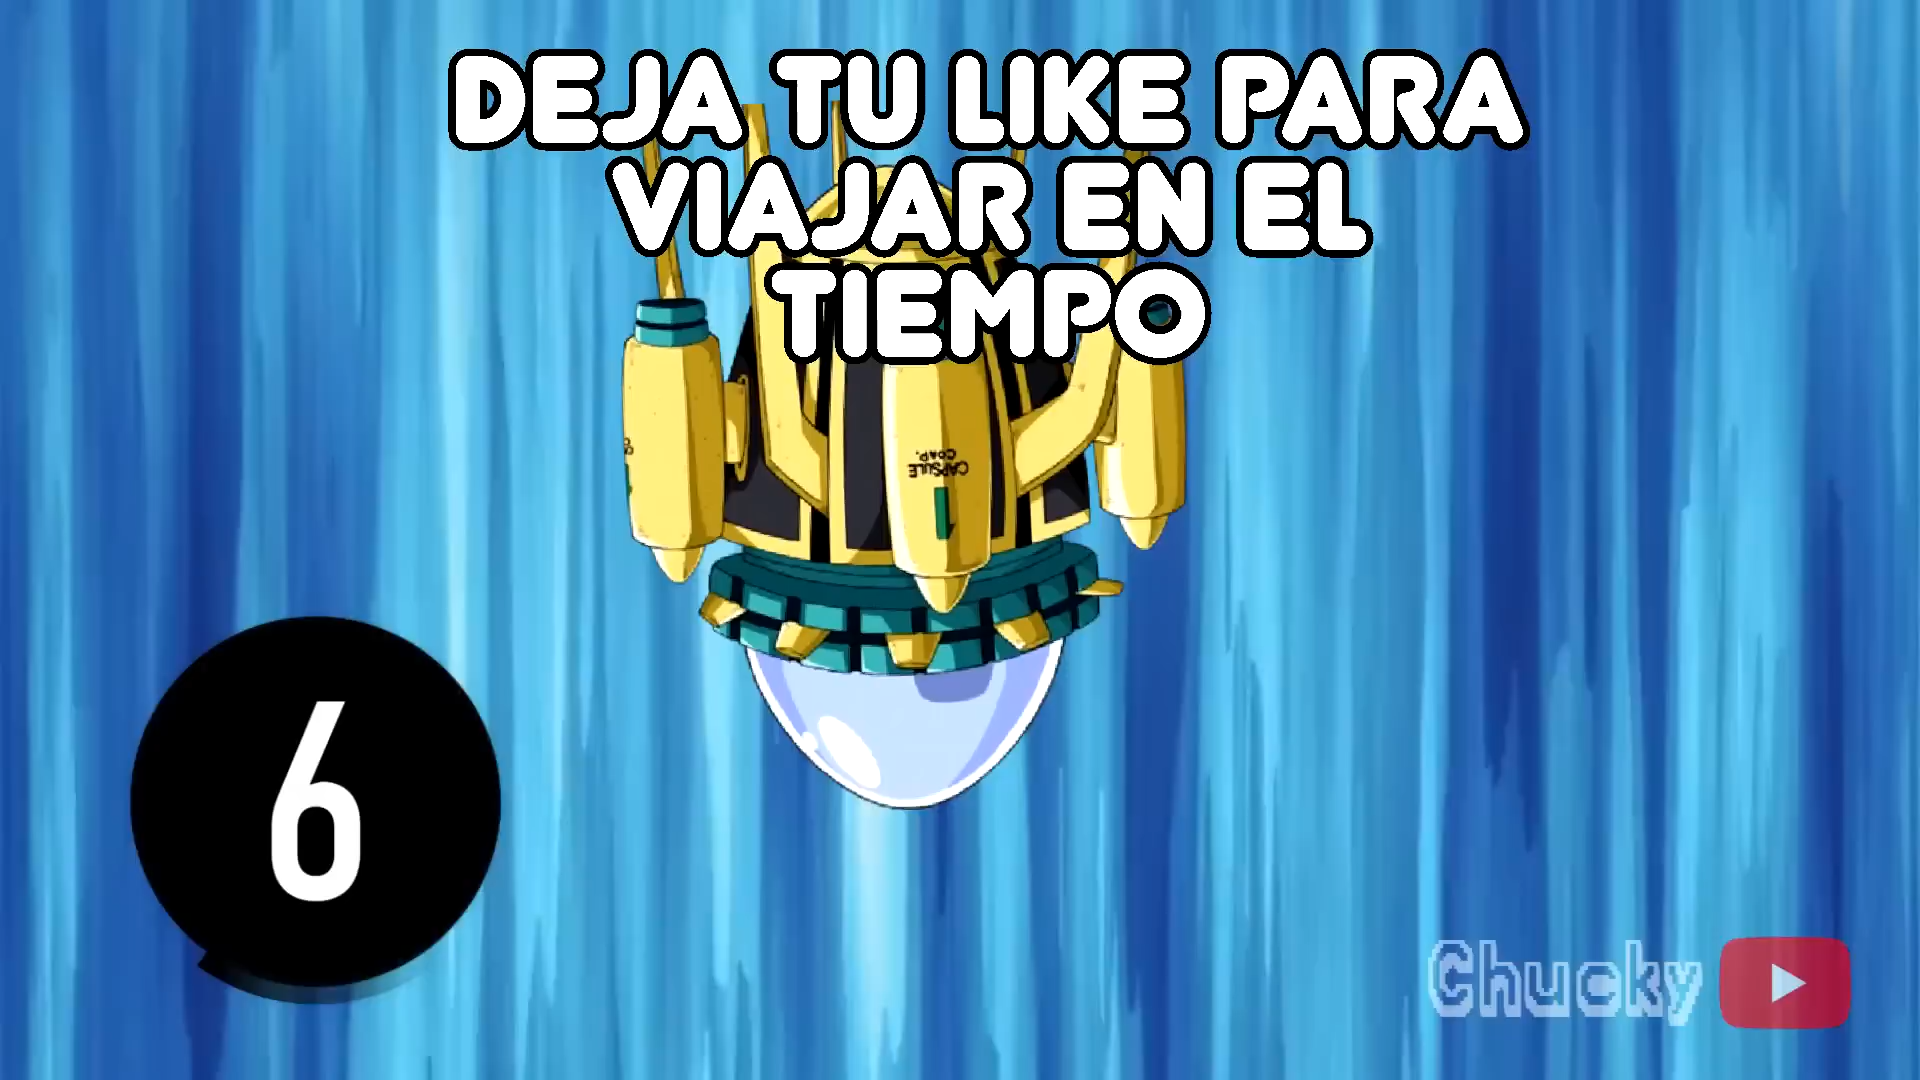 DEJA TU LIKE PARA
VIAJAR EN EL
TIEMPO
CAPSULE
CORP.
6
Chucky